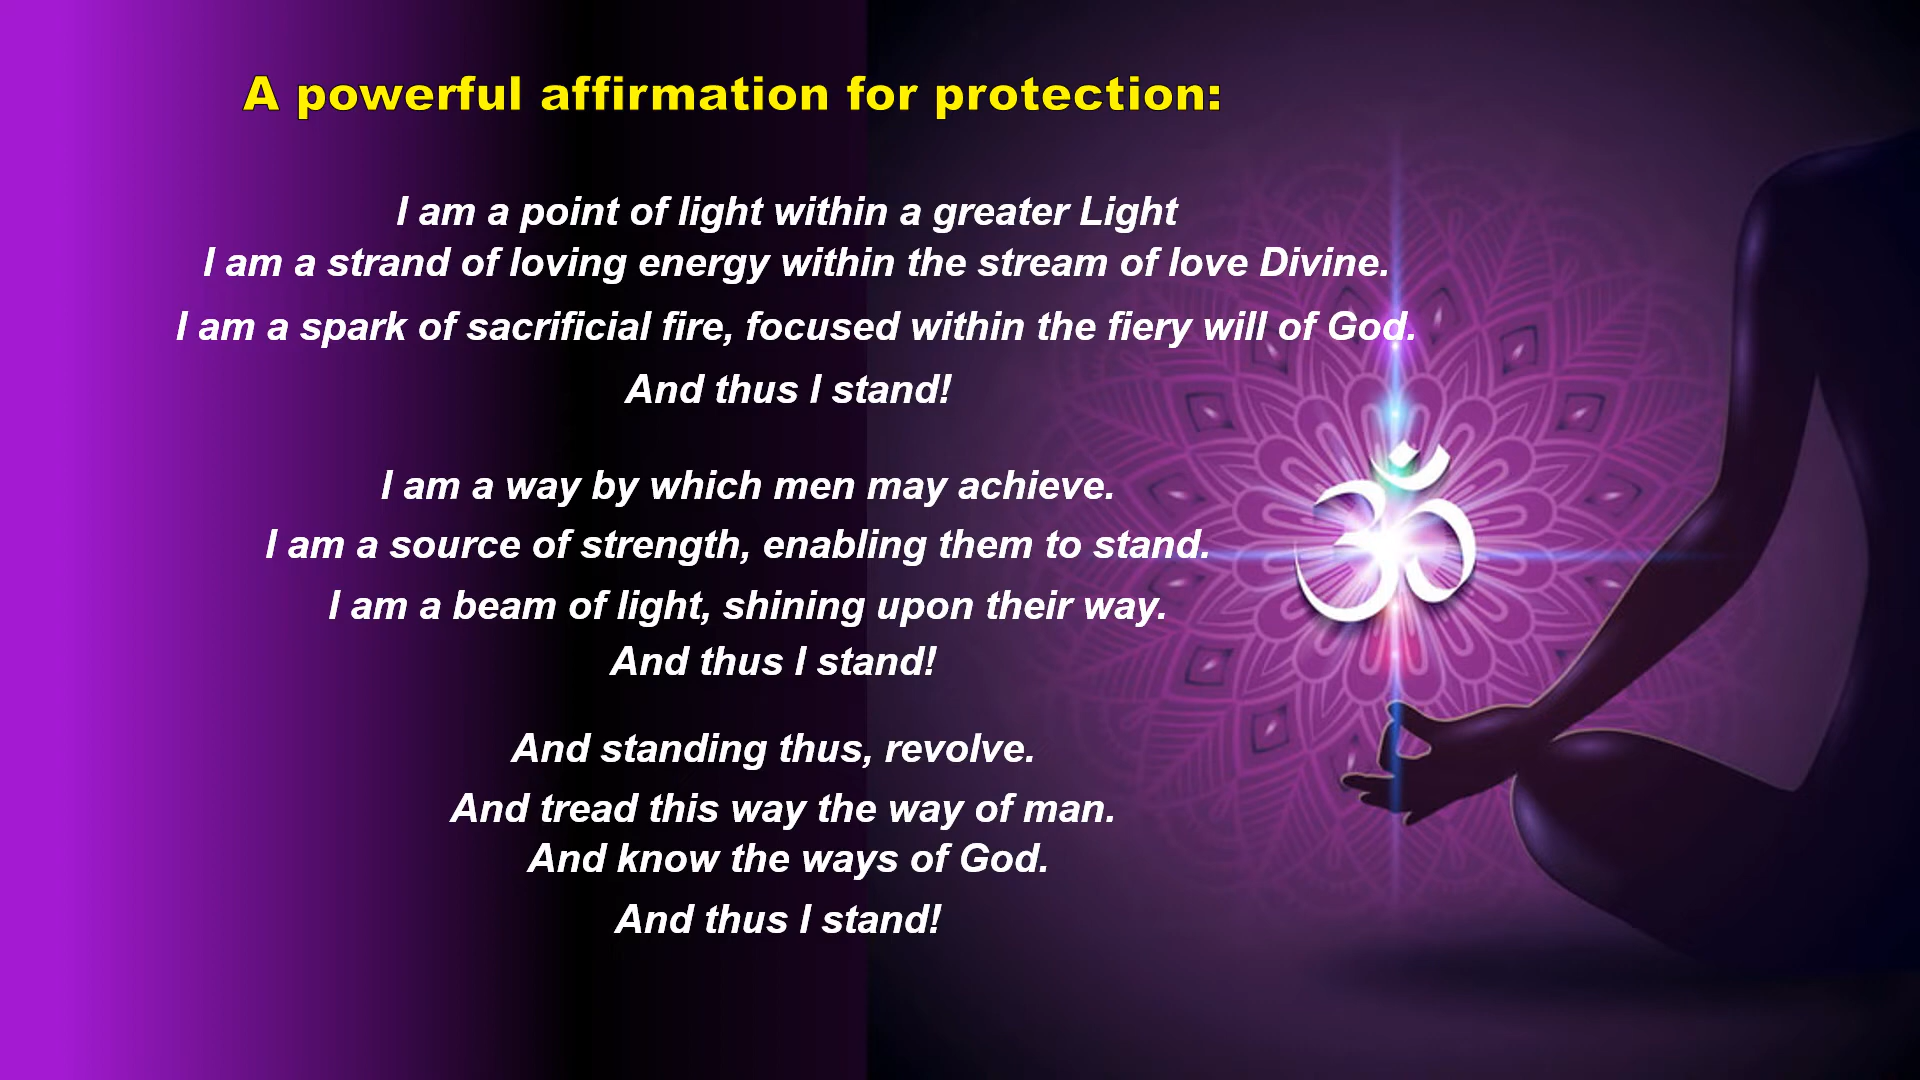 A powerful affirmation for protection:
I am a point of light within a greater Light
I am a strand of loving energy within the stream of love Divine.
I am a spark of sacrificial fire, focused within the fiery will of God.
And thus I stand!
I am a way by which men may achieve.
I am a source of strength, enabling them to stand.
I am a beam of light, shining upon their way.
And thus I stand!
And standing thus, revolve.
And tread this way the way of man.
And know the ways of God.
And thus I stand!
ॐ